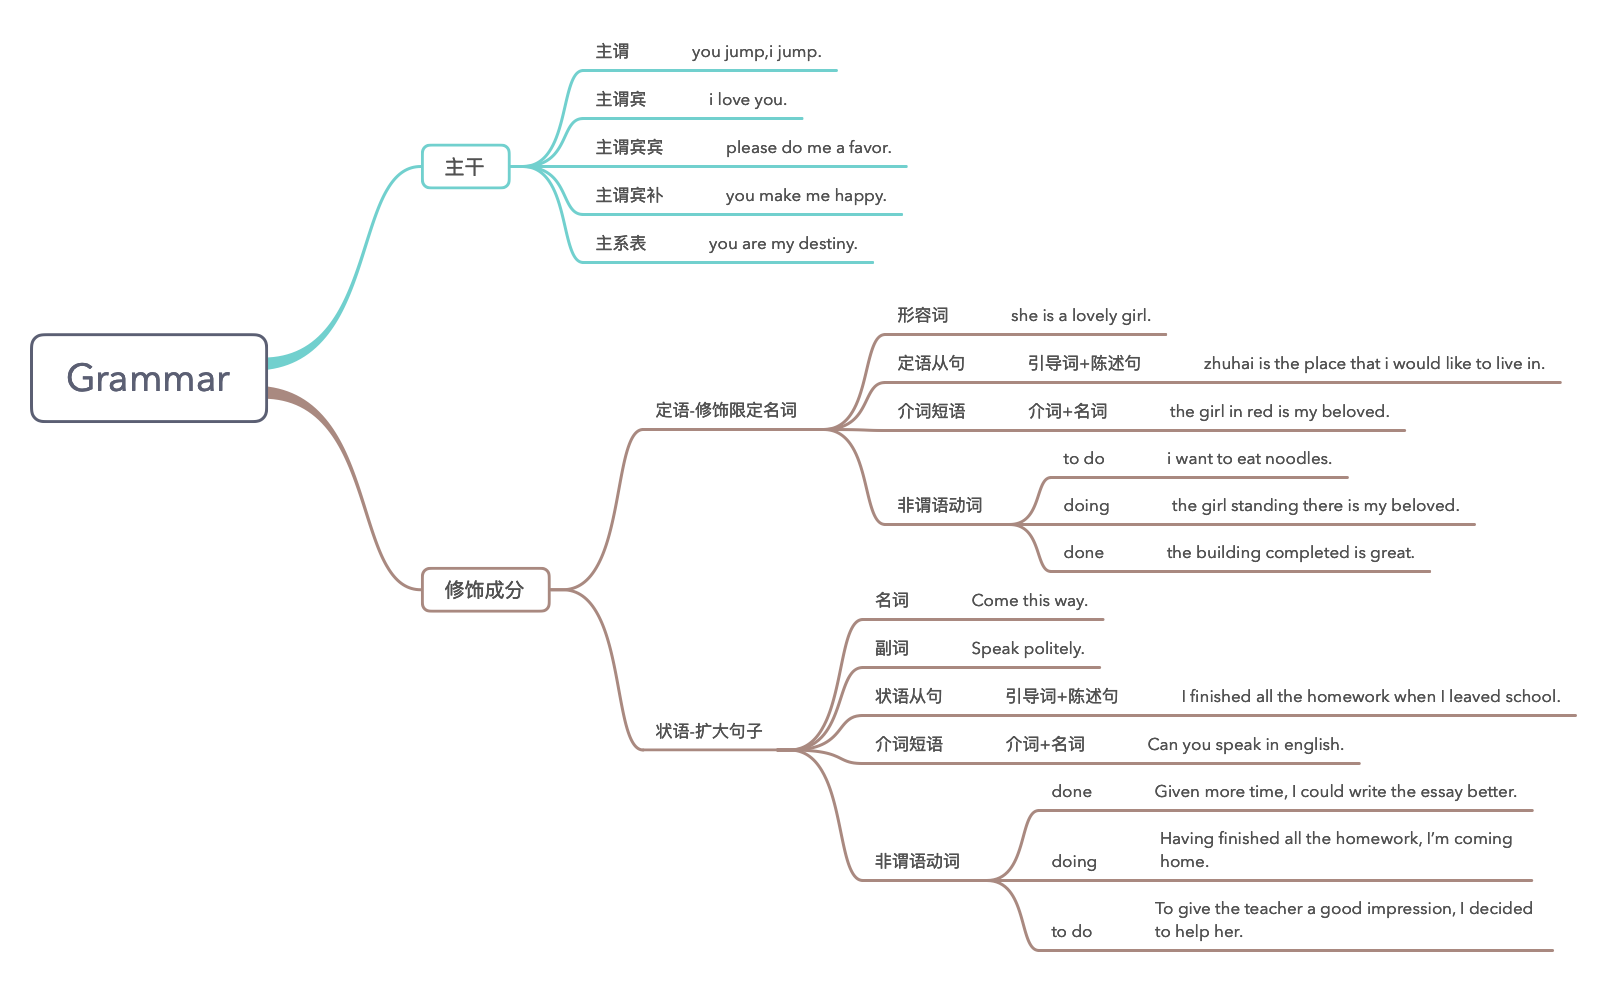 Grammar
主干
主谓 you jump,i jump.
主谓宾 i love you.
主谓宾宾 please do me a favor.
主谓宾补 you make me happy.
主系表 you are my destiny.
修饰成分
定语-修饰限定名词
形容词 she is a lovely girl.
定语从句 引导词+陈述句 zhuhai is the place that i would like to live in.
介词短语 介词+名词 the girl in red is my beloved.
非谓语动词
to do i want to eat noodles.
doing the girl standing there is my beloved.
done the building completed is great.
状语-扩大句子
名词 Come this way.
副词 Speak politely.
状语从句 引导词+陈述句 I finished all the homework when I leaved school.
介词短语 介词+名词 Can you speak in english.
非谓语动词
done Given more time, I could write the essay better.
doing Having finished all the homework, I’m coming
home.
to do To give the teacher a good impression, I decided
to help her.